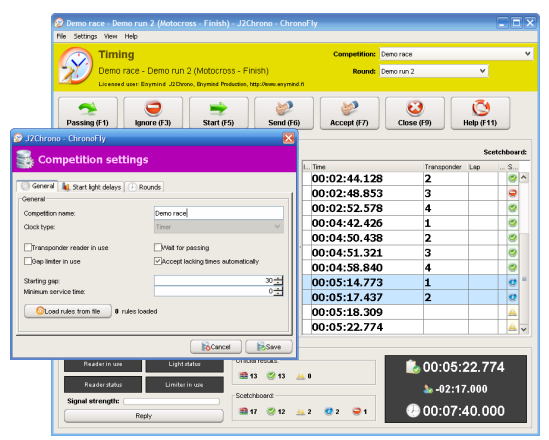 Demo race - Demo run 2 (Motocross - Finish) - J2Chrono - ChronoFly
File Settings View Help
Timing
Demo race - Demo run 2 (Motocross - Finish)
Licensed user: Enymind J2Chrono, Enymind Production, http://www.enymind.fi
Competition: Demo race
Round: Demo run 2
Passing (F1) Ignore (F3) Start (F5) Send (F6) Accept (F7) Close (F9) Help (F11)
J2Chrono - ChronoFly
Competition settings
General Start light delays Rounds
General
Competition name: Demo race
Clock type: Timer
Transponder reader in use Wait for passing
Gap limiter in use Accept lacking times automatically
Starting gap: 30
Minimum service time: 0
Load rules from file 0 rules loaded
Cancel Save
Scetchboard:
I... Time Transponder Lap ... S...
00:02:44.128 2
00:02:48.853 3
00:02:52.578 4
00:04:42.426 1
00:04:50.438 2
00:04:51.321 3
00:04:58.840 4
00:05:14.773 1
00:05:17.437 2
00:05:18.309
00:05:22.774
Reader in use Light status
Reader status Limiter in use
Signal strength:
Reply
Official results:
13 13 0
Scetchboard:
17 12 2 2 1
00:05:22.774
-02:17.000
00:07:40.000